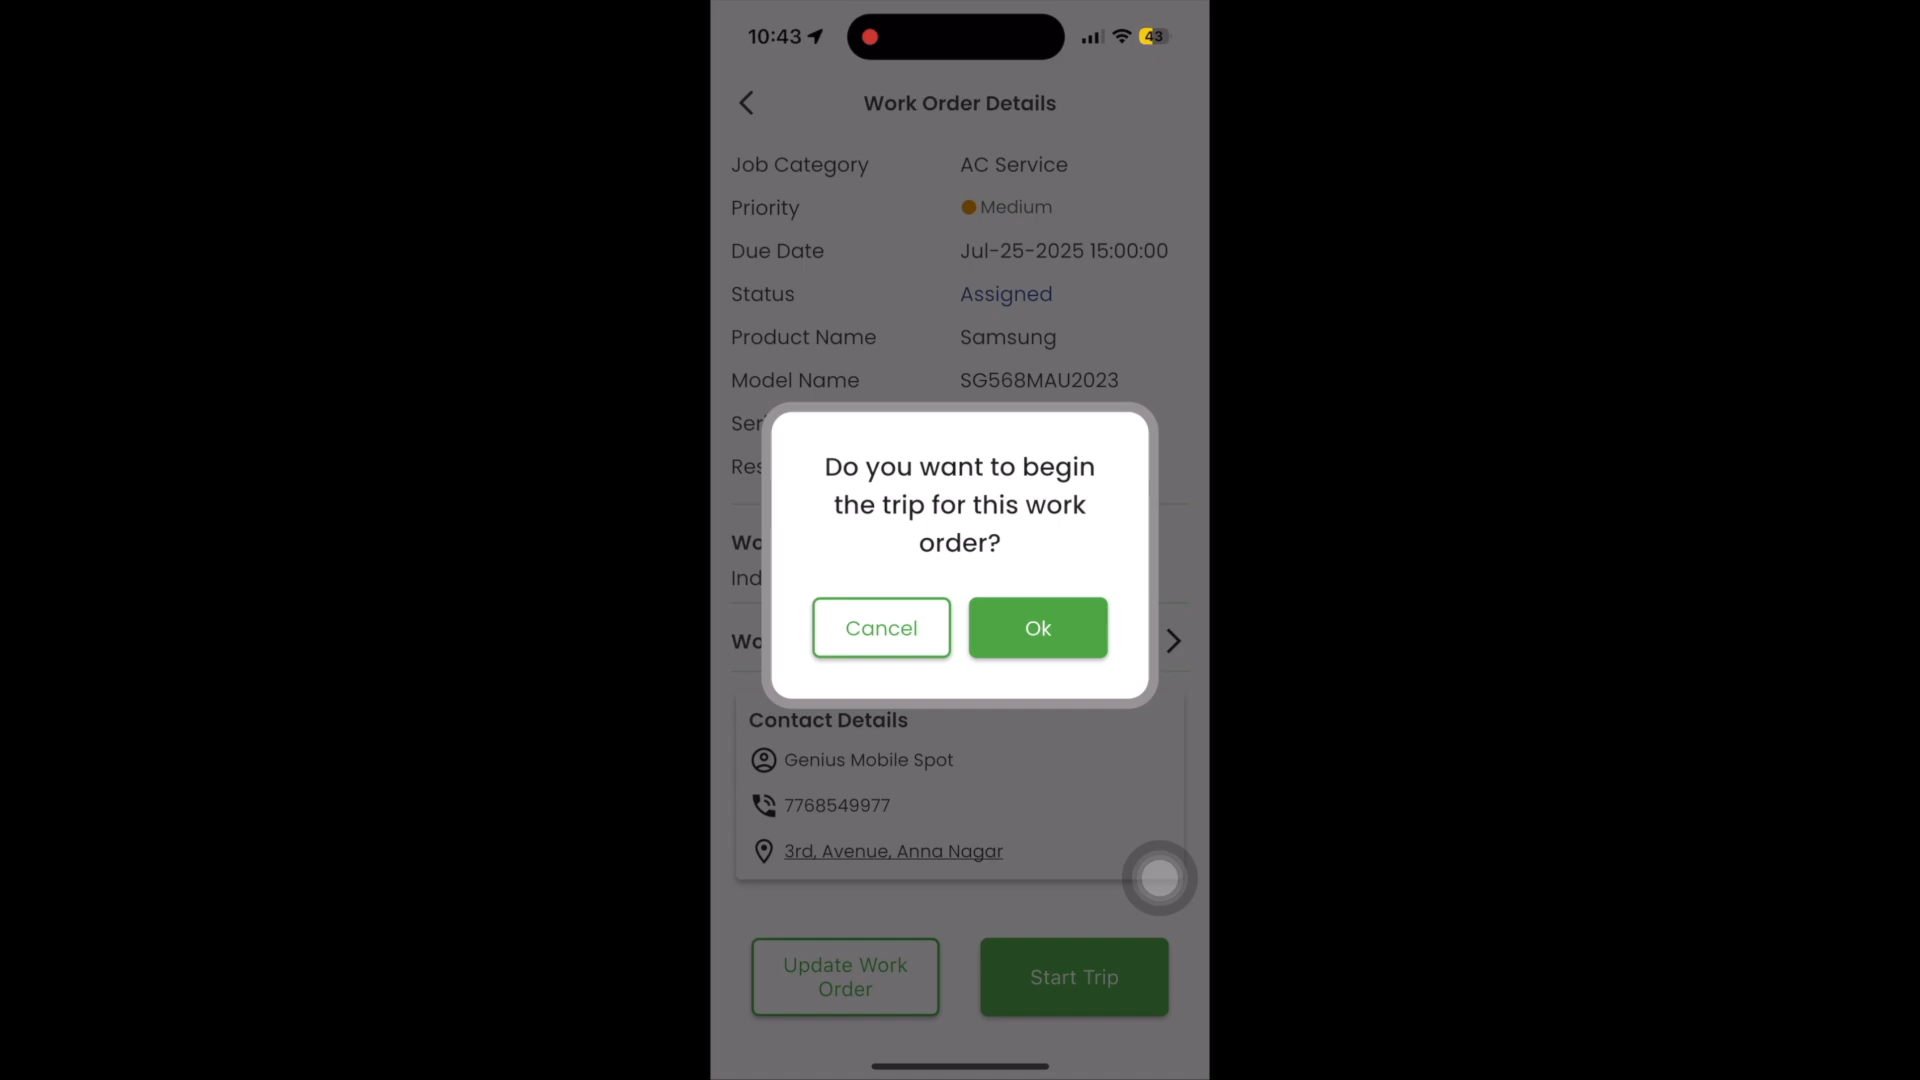 10:43
43
Work Order Details
Job Category AC Service
Priority Medium
Due Date Jul-25-2025 15:00:00
Status Assigned
Product Name Samsung
Model Name SG568MAU2023
Do you want to begin
the trip for this work
order?
Cancel Ok
Contact Details
Genius Mobile Spot
7768549977
3rd, Avenue, Anna Nagar
Update Work
Order
Start Trip